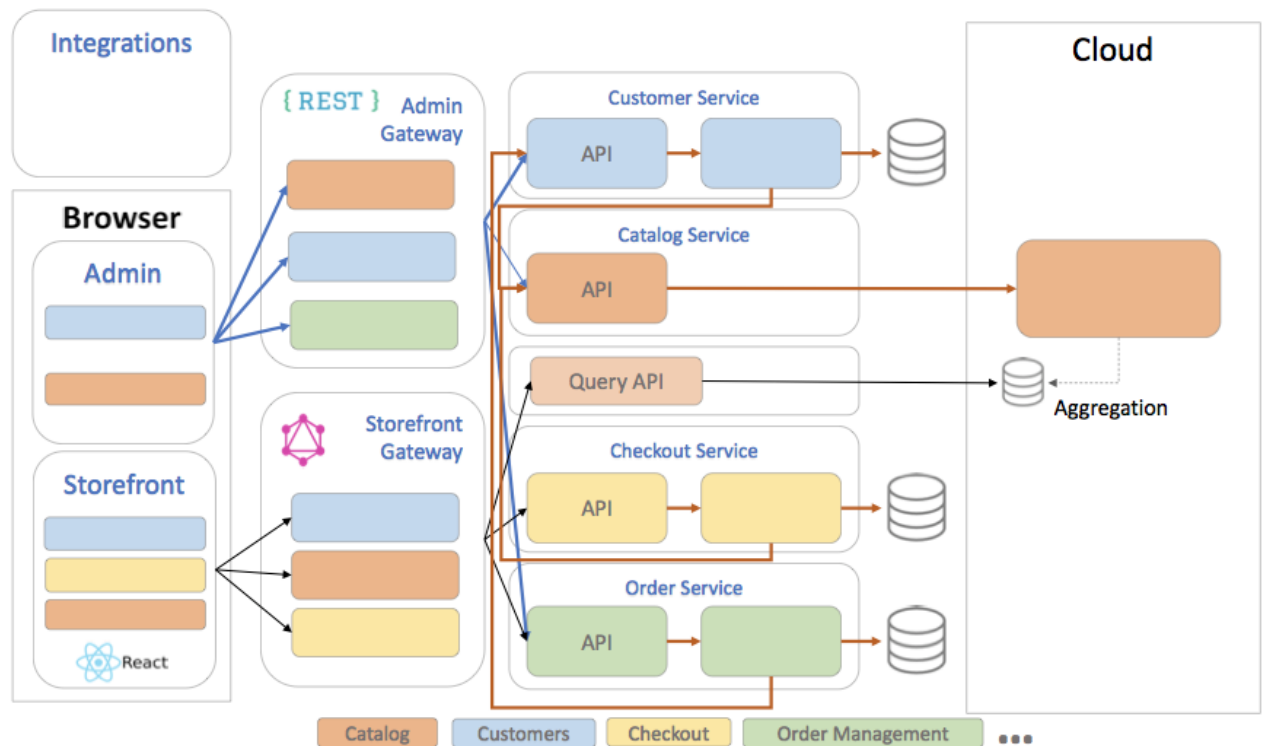 Integrations
Browser
Admin
Storefront
React
{ REST }
Admin
Gateway
Storefront
Gateway
Customer Service
API
Catalog Service
API
Query API
Checkout Service
API
Order Service
API
Cloud
Aggregation
Catalog
Customers
Checkout
Order Management
...